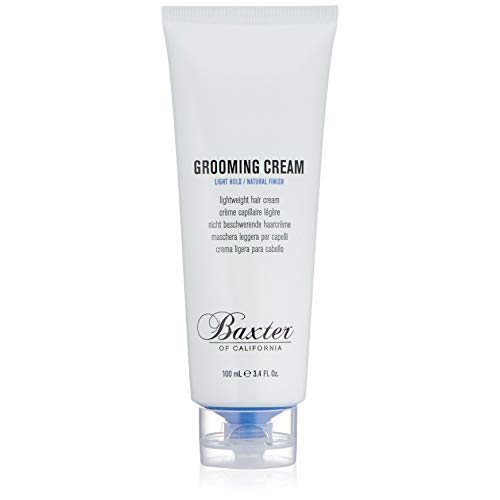 GROOMING CREAM
LIGHT HOLD / NATURAL FINISH
lightweight hair cream
crème capillaire légère
nicht beschwerende haarcrème
maschera leggera per capelli
crema ligera para cabello
Baxter
OF CALIFORNIA
100 mL ℮ 3.4 Fl. Oz.